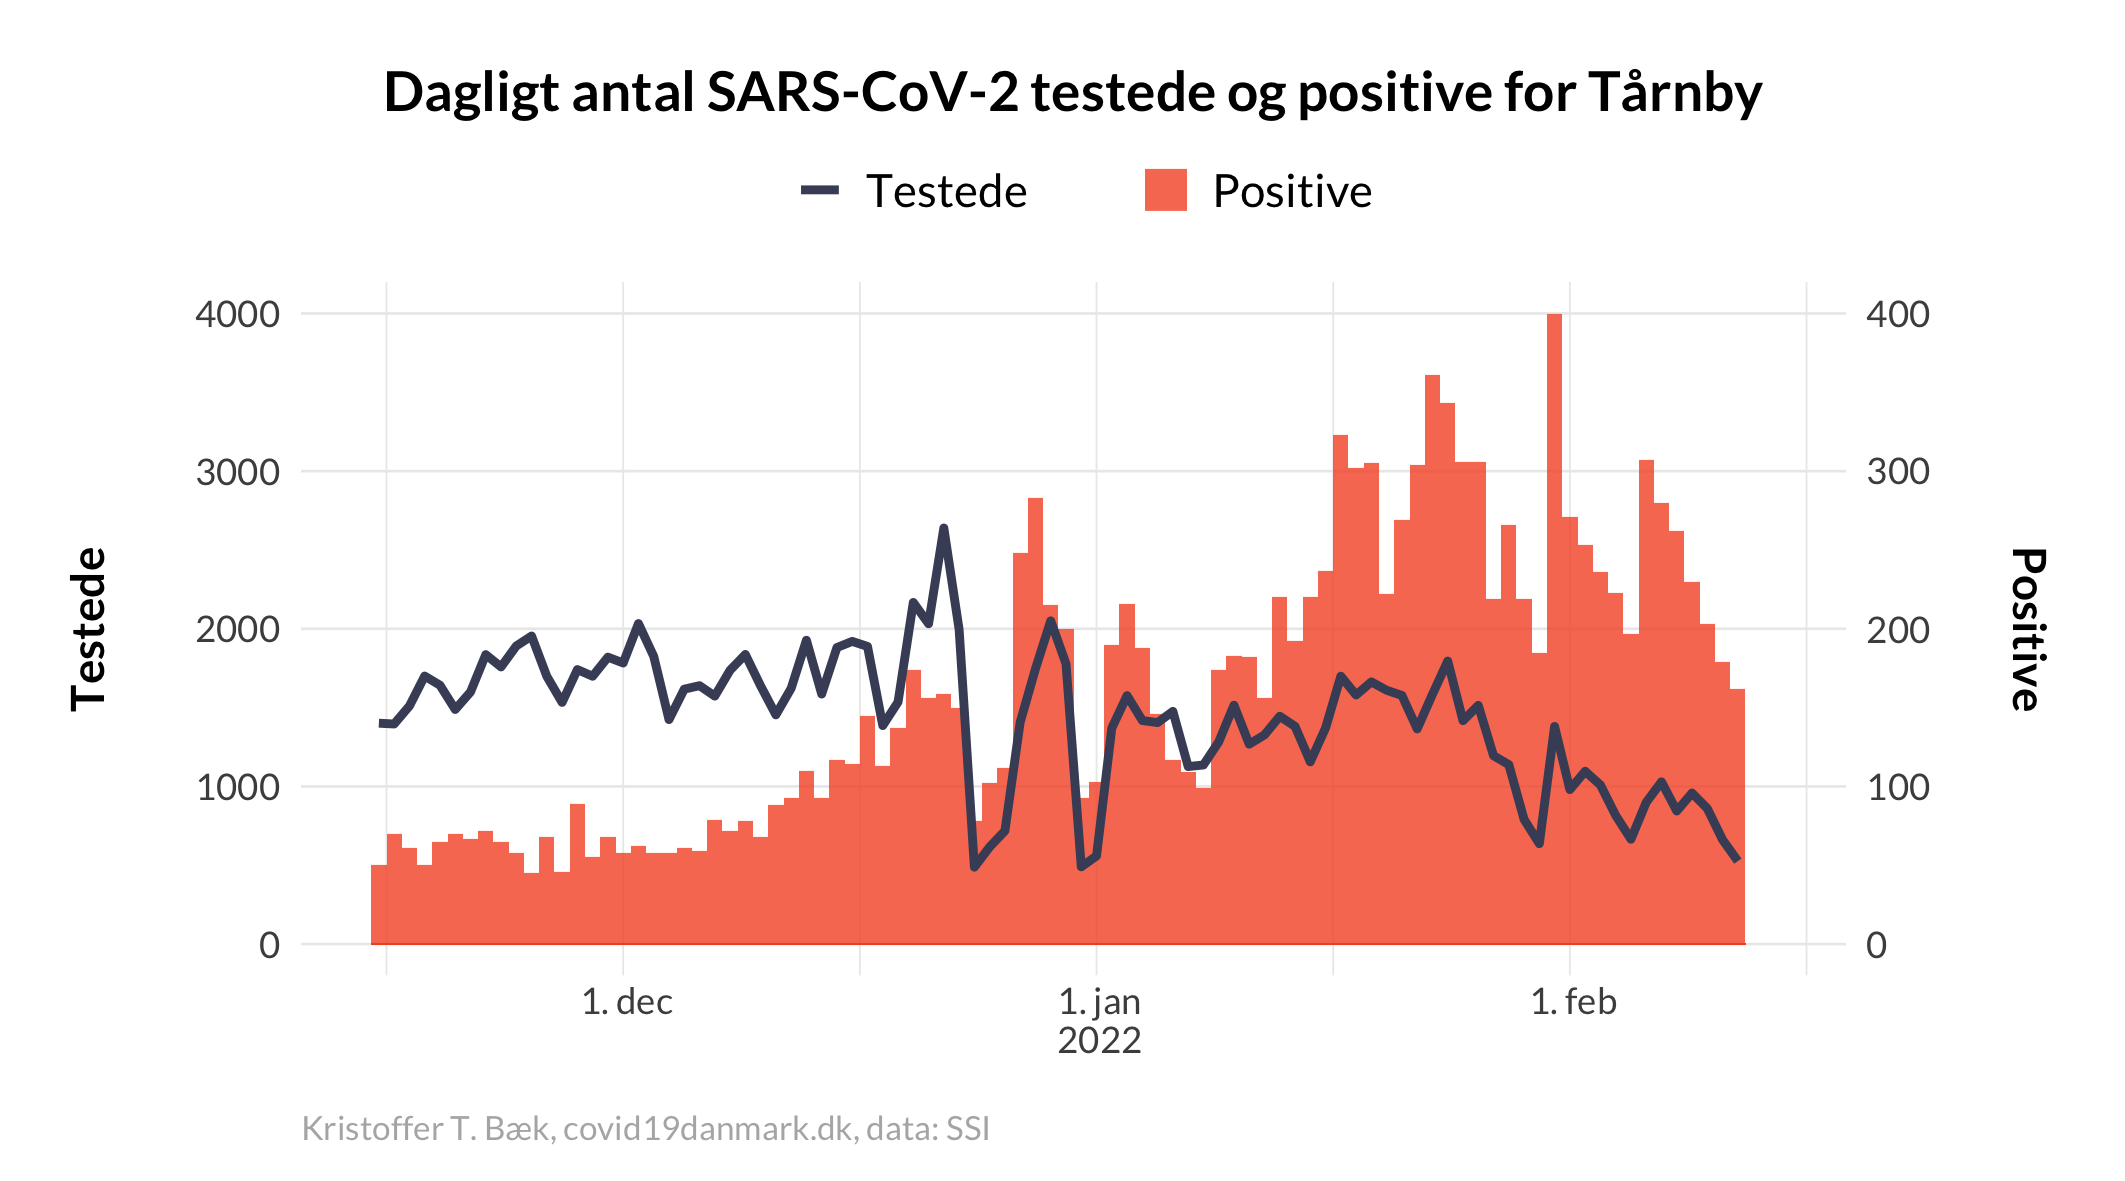 Dagligt antal SARS-CoV-2 testede og positive for Tårnby
Testede
Positive
4000
3000
2000
1000
0
Testede
400
300
200
100
0
Positive
1. dec
1. jan
2022
1. feb
Kristoffer T. Bæk, covid19danmark.dk, data: SSI